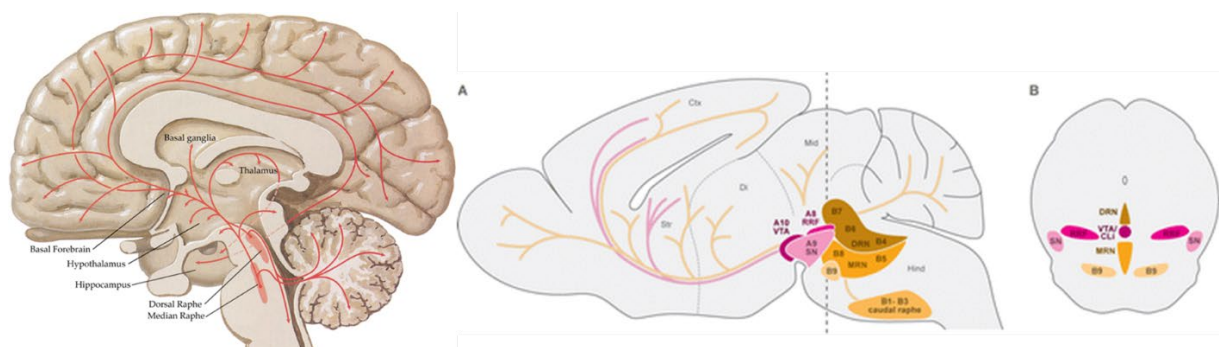 Basal ganglia
Thalamus
Basal Forebrain
Hypothalamus
Hippocampus
Dorsal Raphe
Median Raphe
A
Ctx
Mid
Di
Str
A10
VTA
A8
RRF
A9
SN
B7
B6
DRN
B4
B8
B5
MRN
B9
Hind
B1- B3
caudal raphe
B
DRN
SN
RRF
VTA/
CLi
RRF
SN
MRN
B9
B9